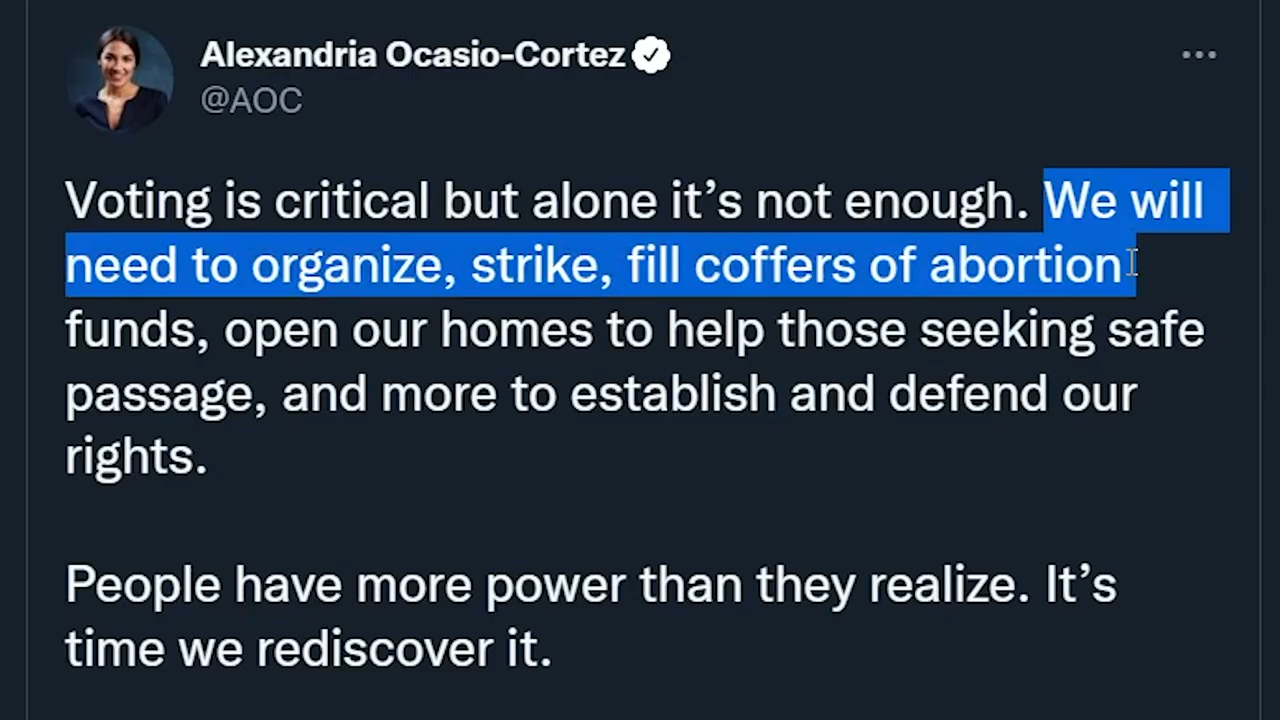 Alexandria Ocasio-Cortez
@AOC
Voting is critical but alone it’s not enough. We will
need to organize, strike, fill coffers of abortion
funds, open our homes to help those seeking safe
passage, and more to establish and defend our
rights.
People have more power than they realize. It’s
time we rediscover it.